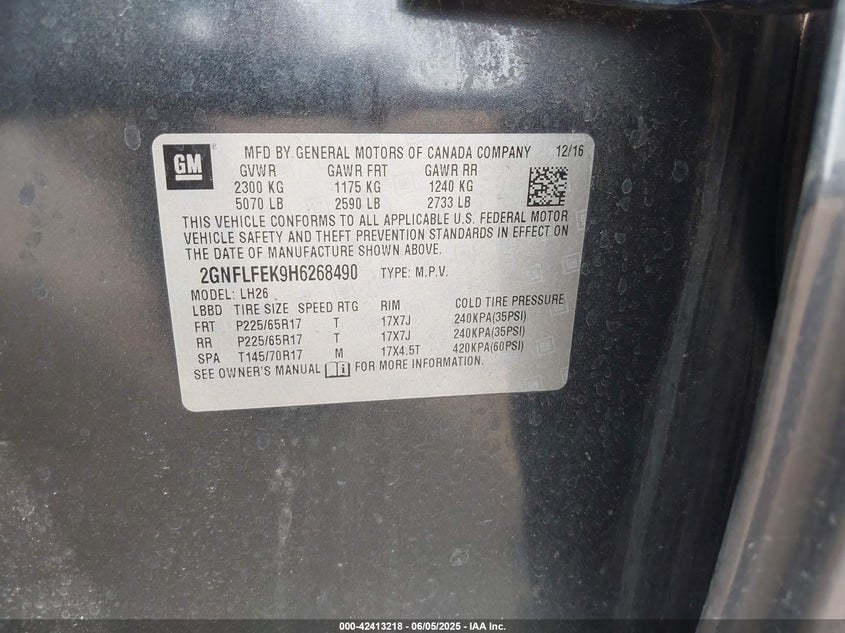 GM
MFD BY GENERAL MOTORS OF CANADA COMPANY 12/16
GVWR GAWR FRT GAWR RR
2300 KG 1175 KG 1240 KG
5070 LB 2590 LB 2733 LB
THIS VEHICLE CONFORMS TO ALL APPLICABLE U.S. FEDERAL MOTOR
VEHICLE SAFETY AND THEFT PREVENTION STANDARDS IN EFFECT ON
THE DATE OF MANUFACTURE SHOWN ABOVE.
2GNFLFEK9H6268490 TYPE: M.P.V.
MODEL: LH26
LBBD TIRE SIZE SPEED RTG RIM COLD TIRE PRESSURE
FRT P225/65R17 T 17X7J 240KPA(35PSI)
RR P225/65R17 T 17X7J 240KPA(35PSI)
SPA T145/70R17 M 17X4.5T 420KPA(60PSI)
SEE OWNER'S MANUAL FOR MORE INFORMATION.
000-42413218 - 06/05/2025 - IAA Inc.